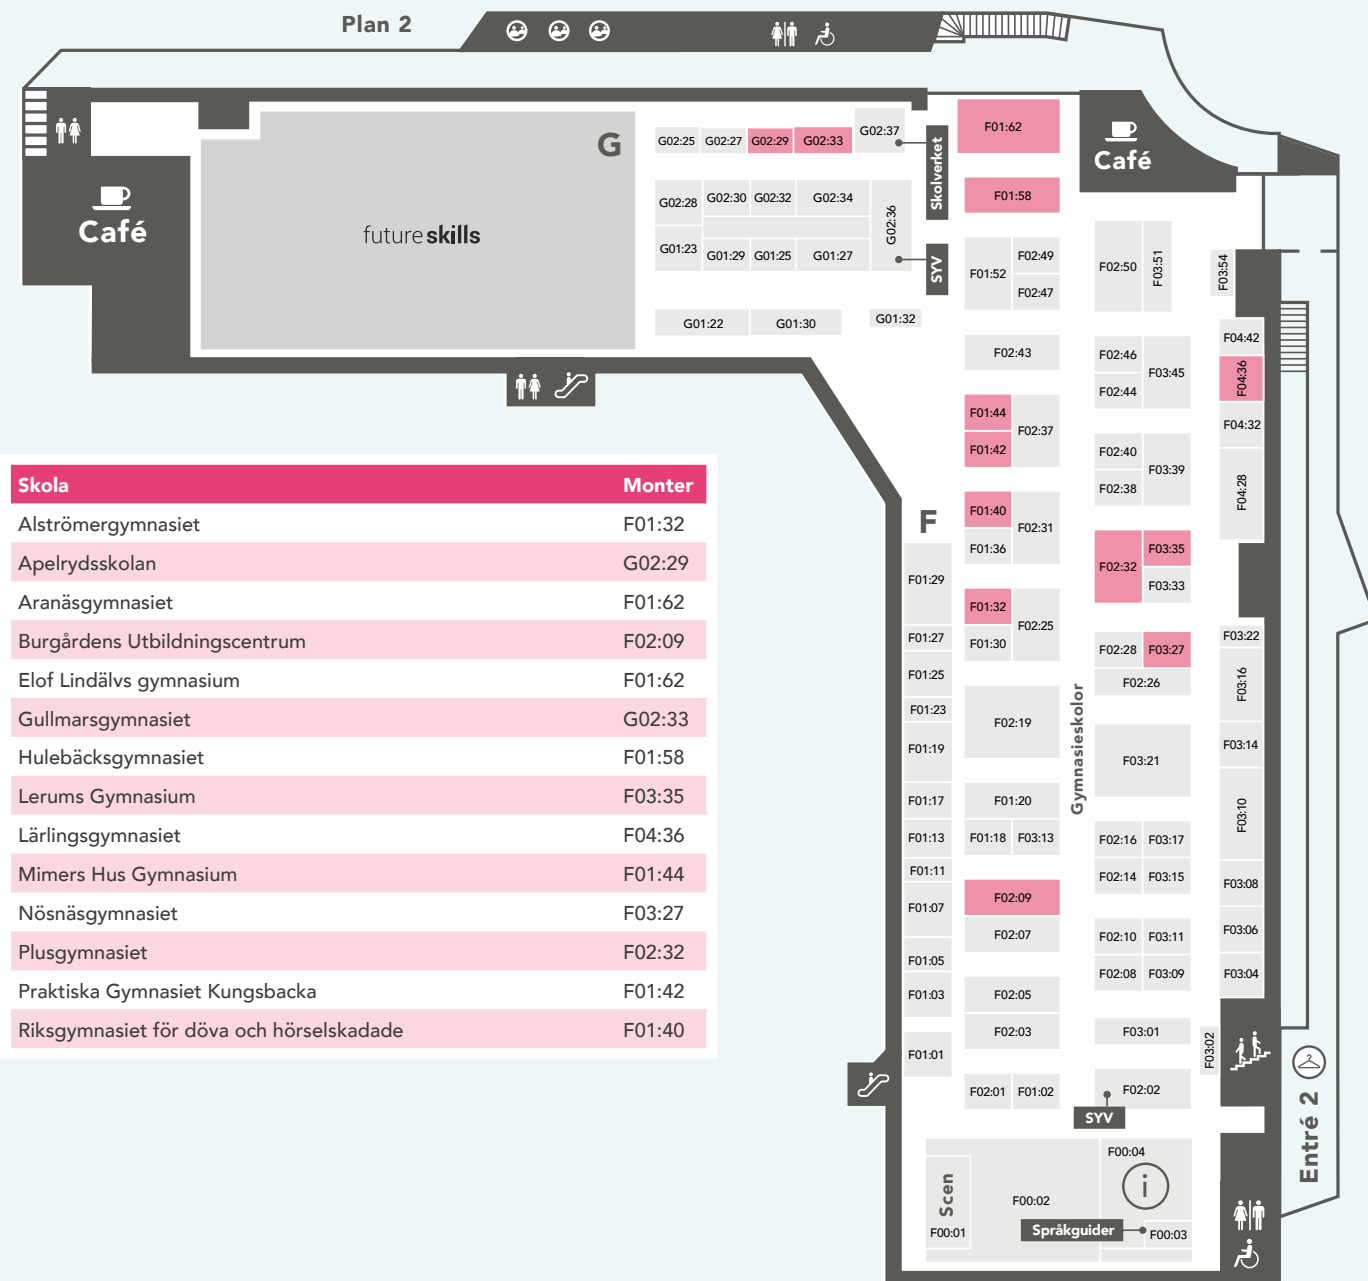 Plan 2
Café
G
future skills
G02:25
G02:27
G02:29
G02:33
G02:37
Skolverket
G02:28
G02:30
G02:32
G02:34
G02:36
G01:23
G01:29
G01:25
G01:27
SYV
G01:22
G01:30
G01:32
F01:62
Café
F01:58
F01:52
F02:49
F02:47
F02:50
F03:51
F03:54
F02:43
F02:46
F02:44
F03:45
F04:42
F04:36
F04:32
F04:28
F01:44
F01:42
F02:37
F02:40
F02:38
F03:39
F
F01:40
F01:36
F02:31
F02:32
F03:35
F03:33
F01:29
F01:32
F01:30
F02:25
F02:28
F03:27
F02:26
F03:22
F03:16
F03:14
F03:10
F01:27
F01:25
F01:23
F01:19
F02:19
Gymnasieskolor
F03:21
F01:17
F01:13
F01:11
F01:07
F01:05
F01:03
F01:01
F01:20
F01:18
F03:13
F02:16
F03:17
F02:14
F03:15
F03:08
F03:06
F03:04
F02:09
F02:07
F02:10
F03:11
F02:08
F03:09
F02:05
F02:03
F03:01
F03:02
F02:01
F01:02
F02:02
SYV
Entré 2
F00:04
i
Scen
F00:01
F00:02
Språkguider
F00:03
Skola Monter
Alströmergymnasiet F01:32
Apelrydsskolan G02:29
Aranäsgymnasiet F01:62
Burgårdens Utbildningscentrum F02:09
Elof Lindälvs gymnasium F01:62
Gullmarsgymnasiet G02:33
Hulebäcksgymnasiet F01:58
Lerums Gymnasium F03:35
Lärlingsgymnasiet F04:36
Mimers Hus Gymnasium F01:44
Nösnäsgymnasiet F03:27
Plusgymnasiet F02:32
Praktiska Gymnasiet Kungsbacka F01:42
Riksgymnasiet för döva och hörselskadade F01:40